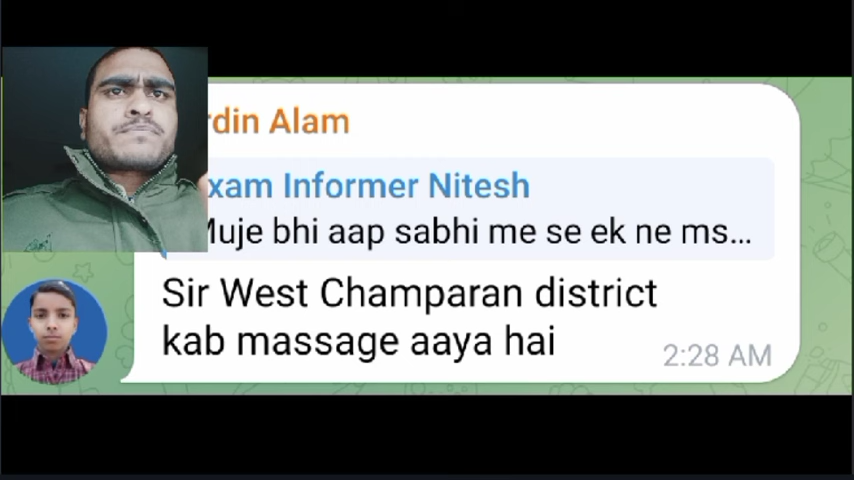 rdin Alam
xam Informer Nitesh
Muje bhi aap sabhi me se ek ne ms...
Sir West Champaran district
kab massage aaya hai
2:28 AM